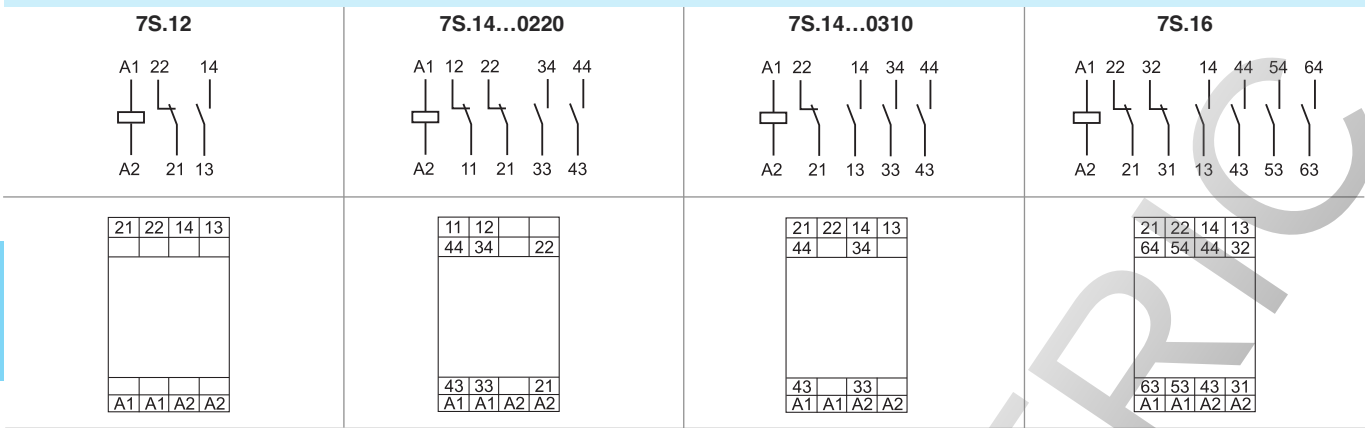 7S.12 7S.14…0220 7S.14…0310 7S.16
A1 22 14 A1 12 22 34 44 A1 22 14 34 44 A1 22 32 14 44 54 64
A2 21 13 A2 11 21 33 43 A2 21 13 33 43 A2 21 31 13 43 53 63
21 22 14 13 11 12 21 22 14 13 21 22 14 13
44 34 22 44 34 64 54 44 32
43 33 21 43 33 63 53 43 31
A1 A1 A2 A2 A1 A1 A2 A2 A1 A1 A2 A2 A1 A1 A2 A2